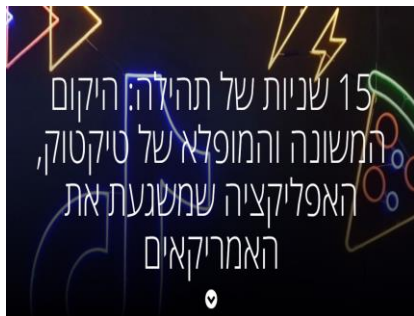 15 שניות של תהילה: היקום
המשונה והמופלא של טיקטוק,
האפליקציה שמשגעת את
האמריקאים